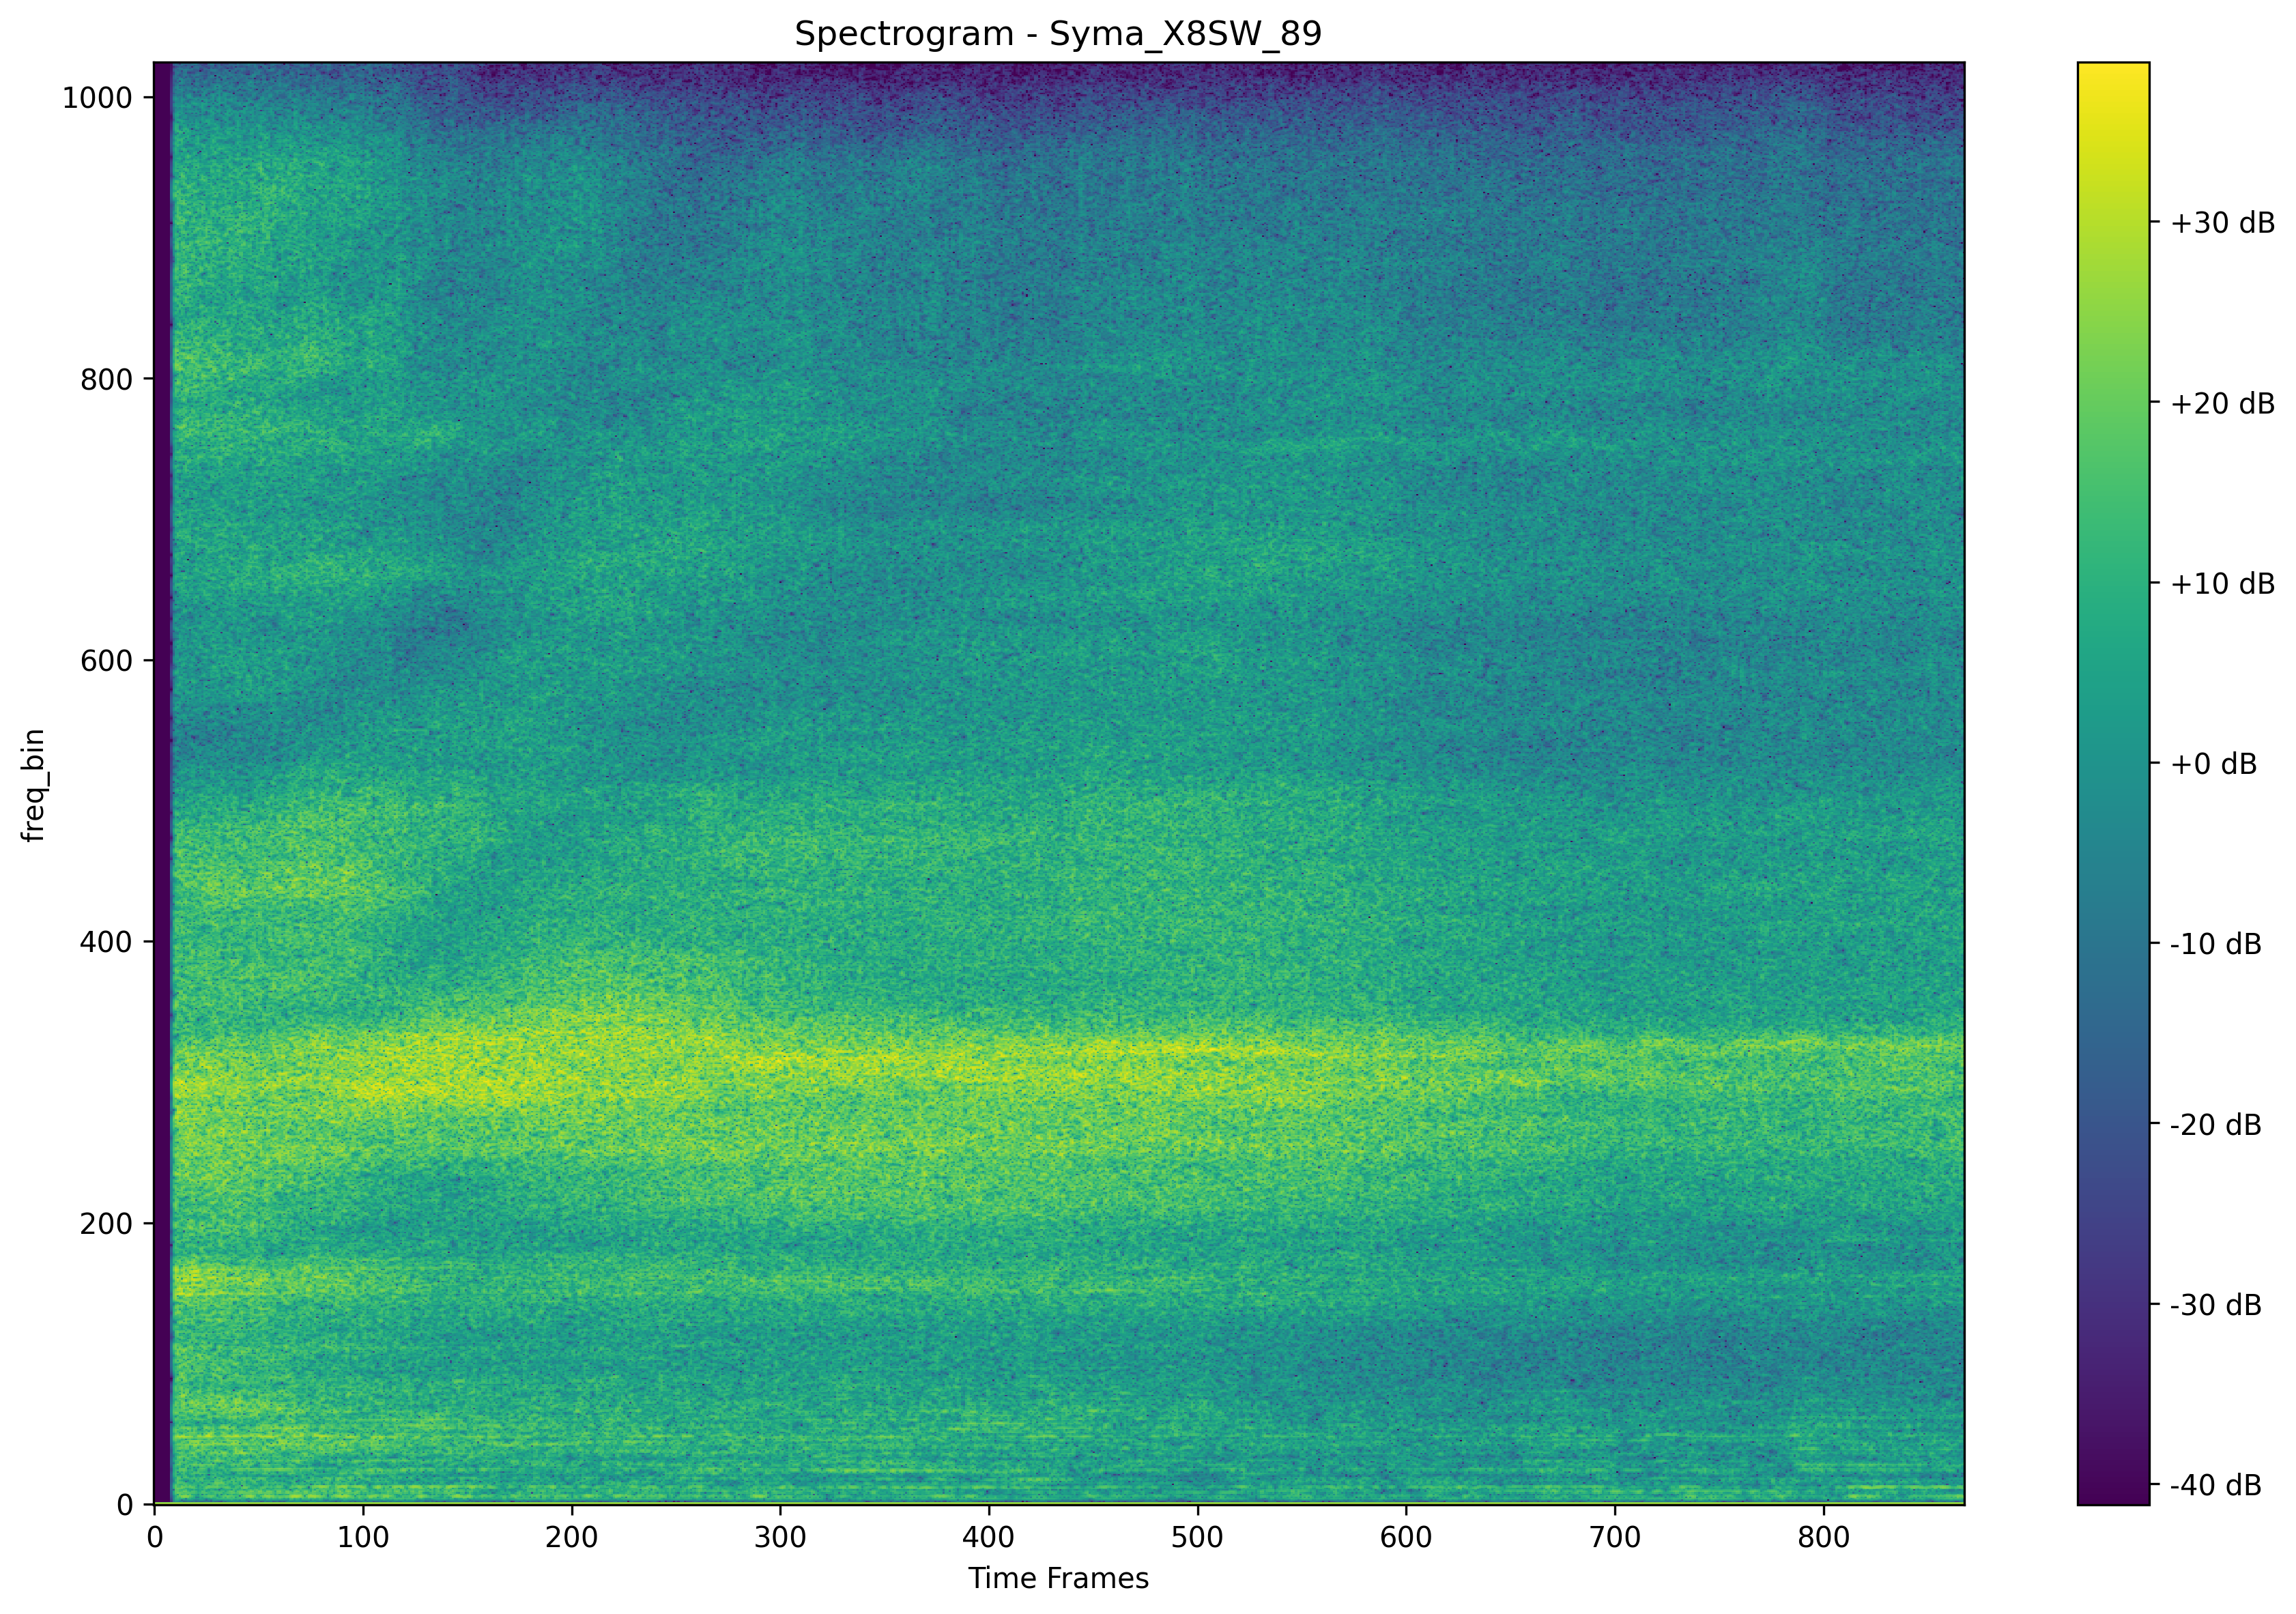 Spectrogram - Syma_X8SW_89
1000
800
600
400
200
0
freq_bin
0 100 200 300 400 500 600 700 800
Time Frames
+30 dB
+20 dB
+10 dB
+0 dB
-10 dB
-20 dB
-30 dB
-40 dB